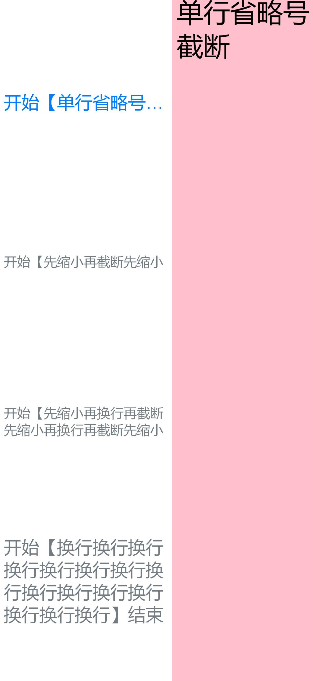 开始【单行省略号...
开始【先缩小再截断先缩小
开始【先缩小再换行再截断
先缩小再换行再截断先缩小
开始【换行换行换行
换行换行换行换行换
行换行换行换行换行
换行换行换行】结束
单行省略号
截断